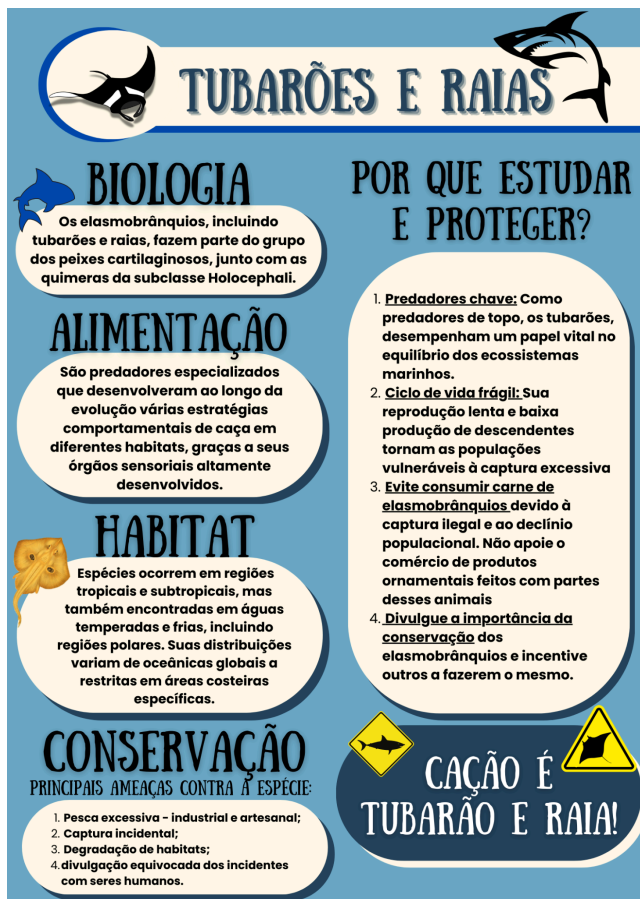 TUBARÕES E RAIAS
BIOLOGIA
Os elasmobrânquios, incluindo
tubarões e raias, fazem parte do grupo
dos peixes cartilaginosos, junto com as
quimeras da subclasse Holocephali.
ALIMENTAÇÃO
São predadores especializados
que desenvolveram ao longo da
evolução várias estratégias
comportamentais de caça em
diferentes habitats, graças a seus
órgãos sensoriais altamente
desenvolvidos.
HABITAT
Espécies ocorrem em regiões
tropicais e subtropicais, mas
também encontradas em águas
temperadas e frias, incluindo
regiões polares. Suas distribuições
variam de oceânicas globais a
restritas em áreas costeiras
específicas.
CONSERVAÇÃO
PRINCIPAIS AMEAÇAS CONTRA A ESPÉCIE:
1. Pesca excessiva - industrial e artesanal;
2. Captura incidental;
3. Degradação de habitats;
4. divulgação equivocada dos incidentes
com seres humanos.
POR QUE ESTUDAR
E PROTEGER?
1. Predadores chave: Como
predadores de topo, os tubarões,
desempenham um papel vital no
equilíbrio dos ecossistemas
marinhos.
2. Ciclo de vida frágil: Sua
reprodução lenta e baixa
produção de descendentes
tornam as populações
vulneráveis à captura excessiva
3. Evite consumir carne de
elasmobrânquios devido à
captura ilegal e ao declínio
populacional. Não apoie o
comércio de produtos
ornamentais feitos com partes
desses animais
4. Divulgue a importância da
conservação dos
elasmobrânquios e incentive
outros a fazerem o mesmo.
CAÇÃO É
TUBARÃO E RAIA!